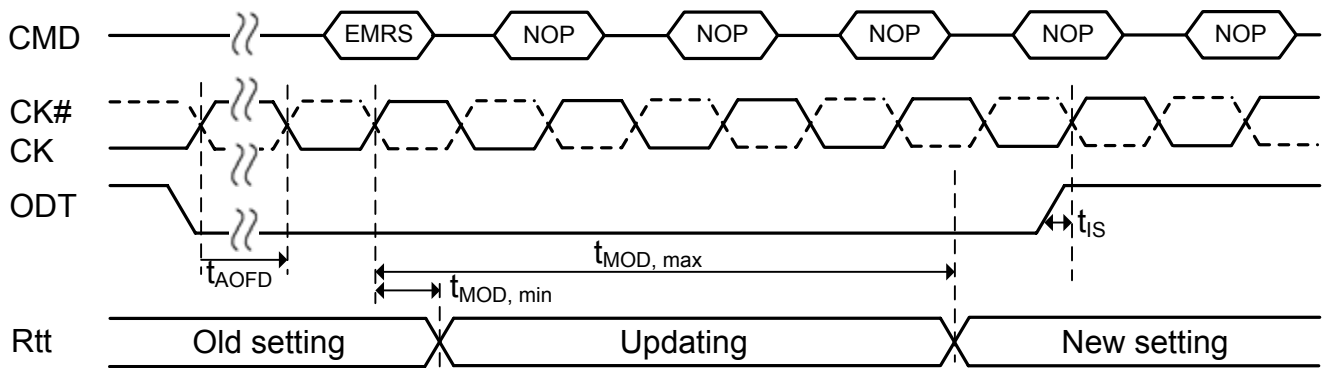 CMD EMRS NOP NOP NOP NOP NOP
CK#
CK
ODT
tIS
tMOD, max
tAOFD
tMOD, min
Rtt Old setting Updating New setting